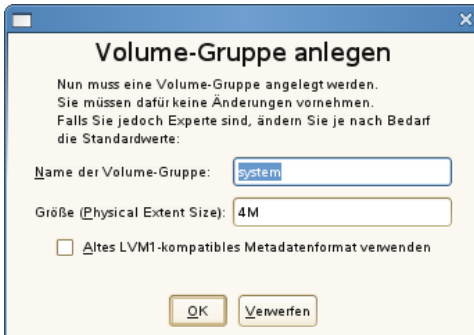 Volume-Gruppe anlegen
Nun muss eine Volume-Gruppe angelegt werden.
Sie müssen dafür keine Änderungen vornehmen.
Falls Sie jedoch Experte sind, ändern Sie je nach Bedarf
die Standardwerte:
Name der Volume-Gruppe: system
Größe (Physical Extent Size): 4M
Altes LVM1-kompatibles Metadatenformat verwenden
OK Verwerfen